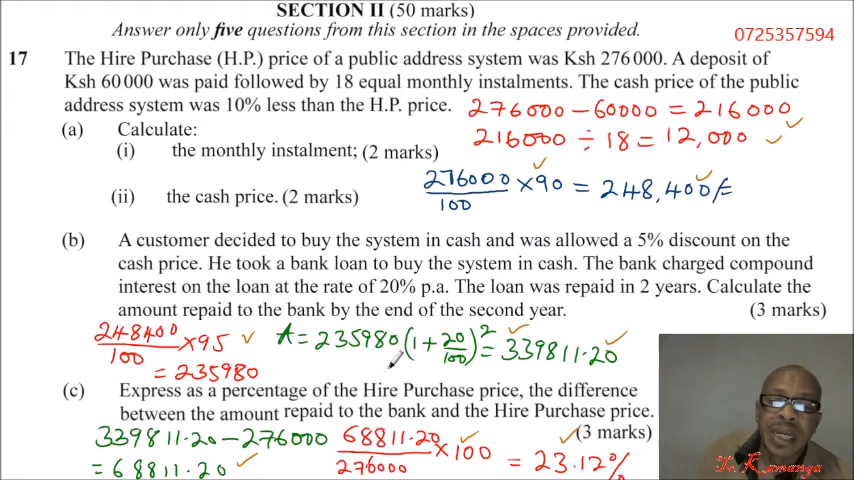 SECTION II (50 marks)
Answer only five questions from this section in the spaces provided.
0725357594
17 The Hire Purchase (H.P.) price of a public address system was Ksh 276 000. A deposit of
Ksh 60 000 was paid followed by 18 equal monthly instalments. The cash price of the public
address system was 10% less than the H.P. price. 276000 - 60000 = 216000
(a) Calculate: 216000 ÷ 18 = 12,000 ✓✓
(i) the monthly instalment; (2 marks)
(ii) the cash price. (2 marks) 276000/100 × 90 = 248,400/=
(b) A customer decided to buy the system in cash and was allowed a 5% discount on the
cash price. He took a bank loan to buy the system in cash. The bank charged compound
interest on the loan at the rate of 20% p.a. The loan was repaid in 2 years. Calculate the
amount repaid to the bank by the end of the second year. (3 marks)
248400/100 × 95 ✓ A = 235980(1 + 20/100)² = 339811.20
= 235980
(c) Express as a percentage of the Hire Purchase price, the difference
between the amount repaid to the bank and the Hire Purchase price.
(3 marks)
339811.20 - 276000 68811.20/276000 × 100 = 23.12%
= 68811.20 ✓
Tr. Kamanga